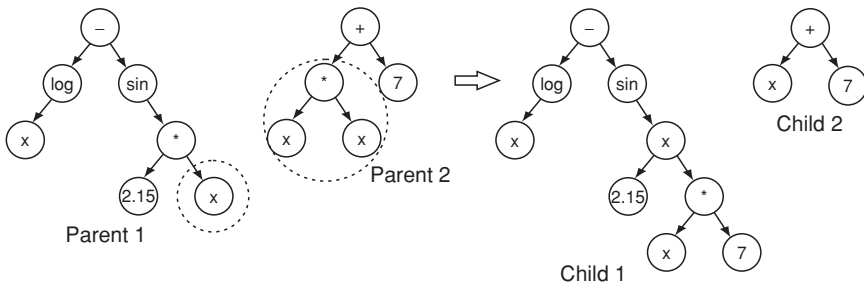 − + − +
log sin * 7 log sin x 7
x * x x x x Child 2
Parent 2
2.15 x 2.15 *
Parent 1
x 7
Child 1